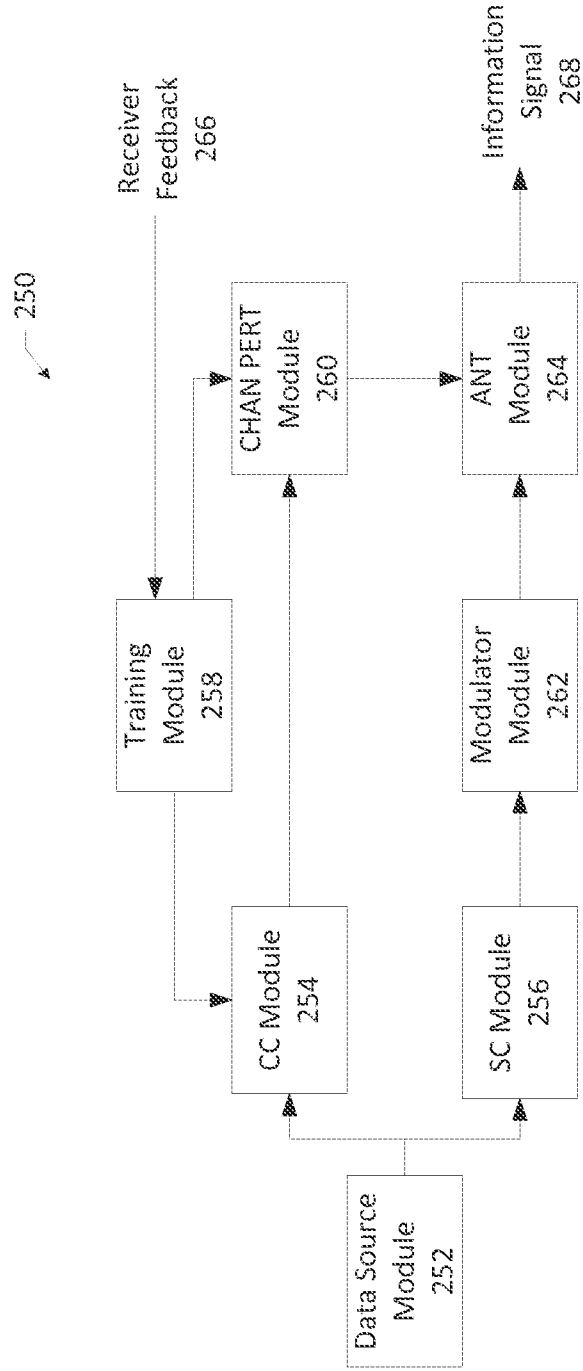 250
Receiver
Feedback
266
Training
Module
258
CC Module
254
CHAN PERT
Module
260
Data Source
Module
252
SC Module
256
Modulator
Module
262
ANT
Module
264
Information
Signal
268